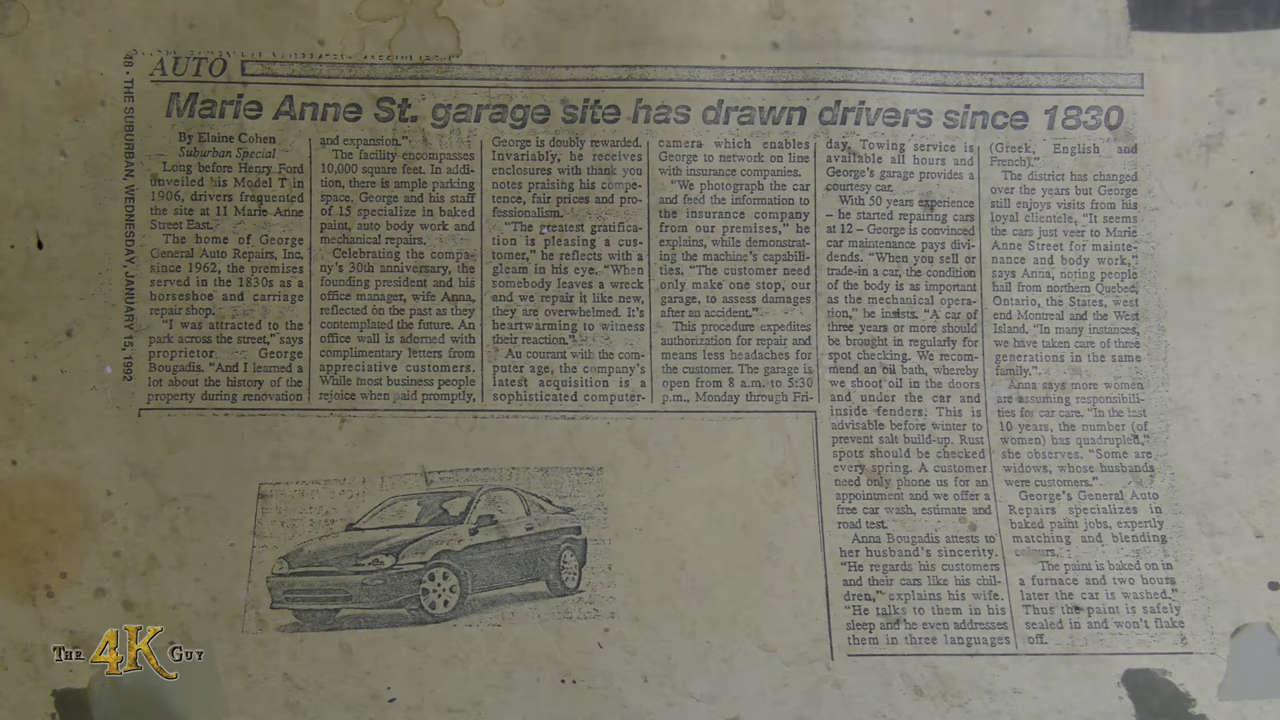 48 • THE SUBURBAN, WEDNESDAY, JANUARY 15, 1992
AUTO
Marie Anne St. garage site has drawn drivers since 1830
By Elaine Cohen
Suburban Special
Long before Henry Ford
unveiled his Model T in
1906, drivers frequented
the site at 11 Marie Anne
Street East.
The home of George
General Auto Repairs, Inc.
since 1962, the premises
served in the 1830s as a
horseshoe and carriage
repair shop.
"I was attracted to the
park across the street," says
proprietor George
Bougadis. "And I learned a
lot about the history of the
property during renovation
and expansion."
The facility encompasses
10,000 square feet. In addi-
tion, there is ample parking
space. George and his staff
of 15 specialize in baked
paint, auto body work and
mechanical repairs.
Celebrating the compa-
ny's 30th anniversary, the
founding president and his
office manager, wife Anna,
reflected on the past as they
contemplated the future. An
office wall is adorned with
complimentary letters from
appreciative customers.
While most business people
rejoice when paid promptly,
George is doubly rewarded.
Invariably, he receives
enclosures with thank you
notes praising his compe-
tence, fair prices and pro-
fessionalism.
"The greatest gratifica-
tion is pleasing a cus-
tomer," he reflects with a
gleam in his eye. "When
somebody leaves a wreck
and we repair it like new,
they are overwhelmed. It's
heartwarming to witness
their reaction."
Au courant with the com-
puter age, the company's
latest acquisition is a
sophisticated computer-
camera which enables
George to network on line
with insurance companies.
"We photograph the car
and feed the information to
the insurance company
from our premises," he
explains, while demonstrat-
ing the machine's capabili-
ties. "The customer need
only make one stop, our
garage, to assess damages
after an accident."
This procedure expedites
authorization for repair and
means less headaches for
the customer. The garage is
open from 8 a.m. to 5:30
p.m., Monday through Fri-
day. Towing service is
available all hours and
George's garage provides a
courtesy car.
With 50 years experience
– he started repairing cars
at 12 – George is convinced
car maintenance pays divi-
dends. "When you sell or
trade-in a car, the condition
of the body is as important
as the mechanical opera-
tion," he insists. "A car of
three years or more should
be brought in regularly for
spot checking. We recom-
mend an oil bath, whereby
we shoot oil in the doors
and under the car and
inside fenders. This is
advisable before winter to
prevent salt build-up. Rust
spots should be checked
every spring. A customer
need only phone us for an
appointment and we offer a
free car wash, estimate and
road test.
Anna Bougadis attests to
her husband's sincerity.
"He regards his customers
and their cars like his chil-
dren," explains his wife.
"He talks to them in his
sleep and he even addresses
them in three languages
(Greek, English and
French)."
The district has changed
over the years but George
still enjoys visits from his
loyal clientele. "It seems
the cars just veer to Marie
Anne Street for mainte-
nance and body work,"
says Anna, noting people
hail from northern Quebec,
Ontario, the States, west
end Montreal and the West
Island. "In many instances,
we have taken care of three
generations in the same
family."
Anna says more women
are assuming responsibili-
ties for car care. "In the last
10 years, the number (of
women) has quadrupled,"
she observes. "Some are
widows, whose husbands
were customers."
George's General Auto
Repairs specializes in
baked paint jobs, expertly
matching and blending
colours.
The paint is baked on in
a furnace and two hours
later the car is washed."
Thus the paint is safely
sealed in and won't flake
off.
THE 4K GUY